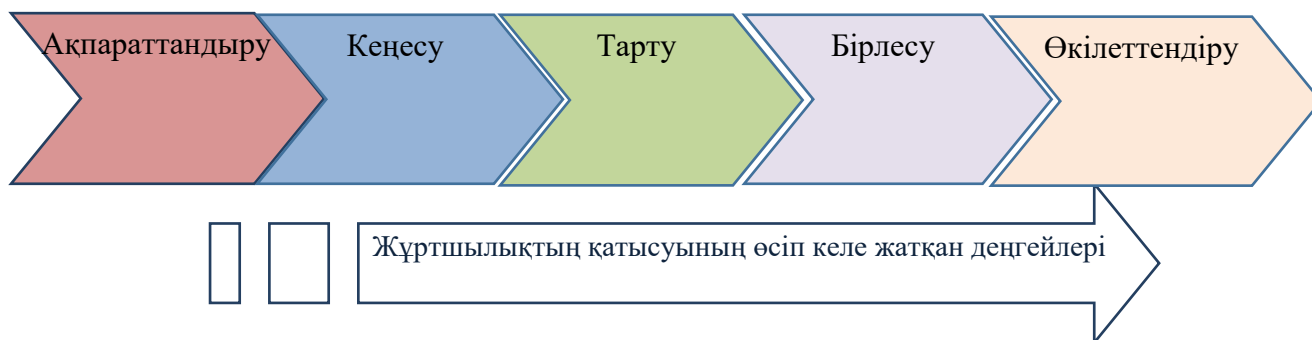 Ақпараттандыру
Кеңесу
Тарту
Бірлесу
Өкілеттендіру
Жұртшылықтың қатысуының өсіп келе жатқан деңгейлері